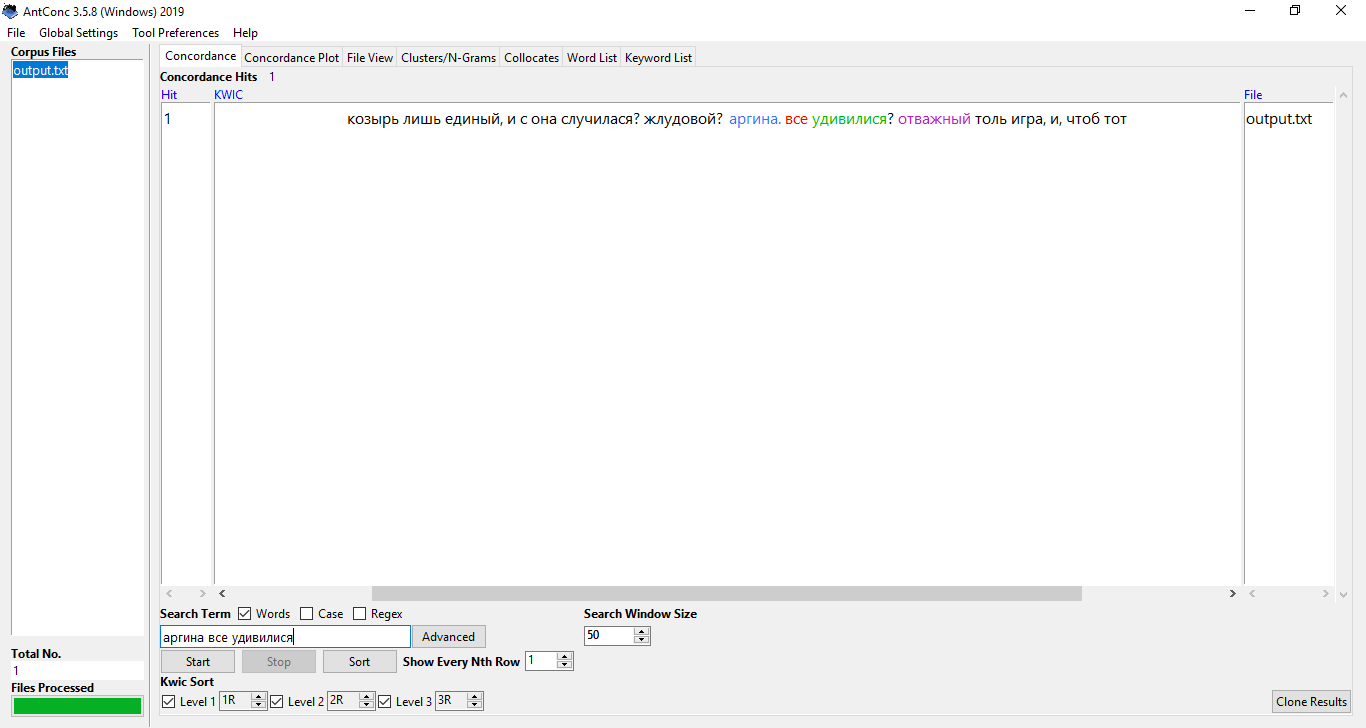 AntConc 3.5.8 (Windows) 2019
File Global Settings Tool Preferences Help
Corpus Files
output.txt
Concordance Concordance Plot File View Clusters/N-Grams Collocates Word List Keyword List
Concordance Hits 1
Hit KWIC File
1 козырь лишь единый, и с она случилася? жлудовой? аргина. все удивилися? отважный толь игра, и, чтоб тот output.txt
Search Term Words Case Regex Search Window Size
аргина все удивилися Advanced 50
Start Stop Sort Show Every Nth Row 1
Kwic Sort
Level 1 1R Level 2 2R Level 3 3R
Total No.
1
Files Processed
Clone Results